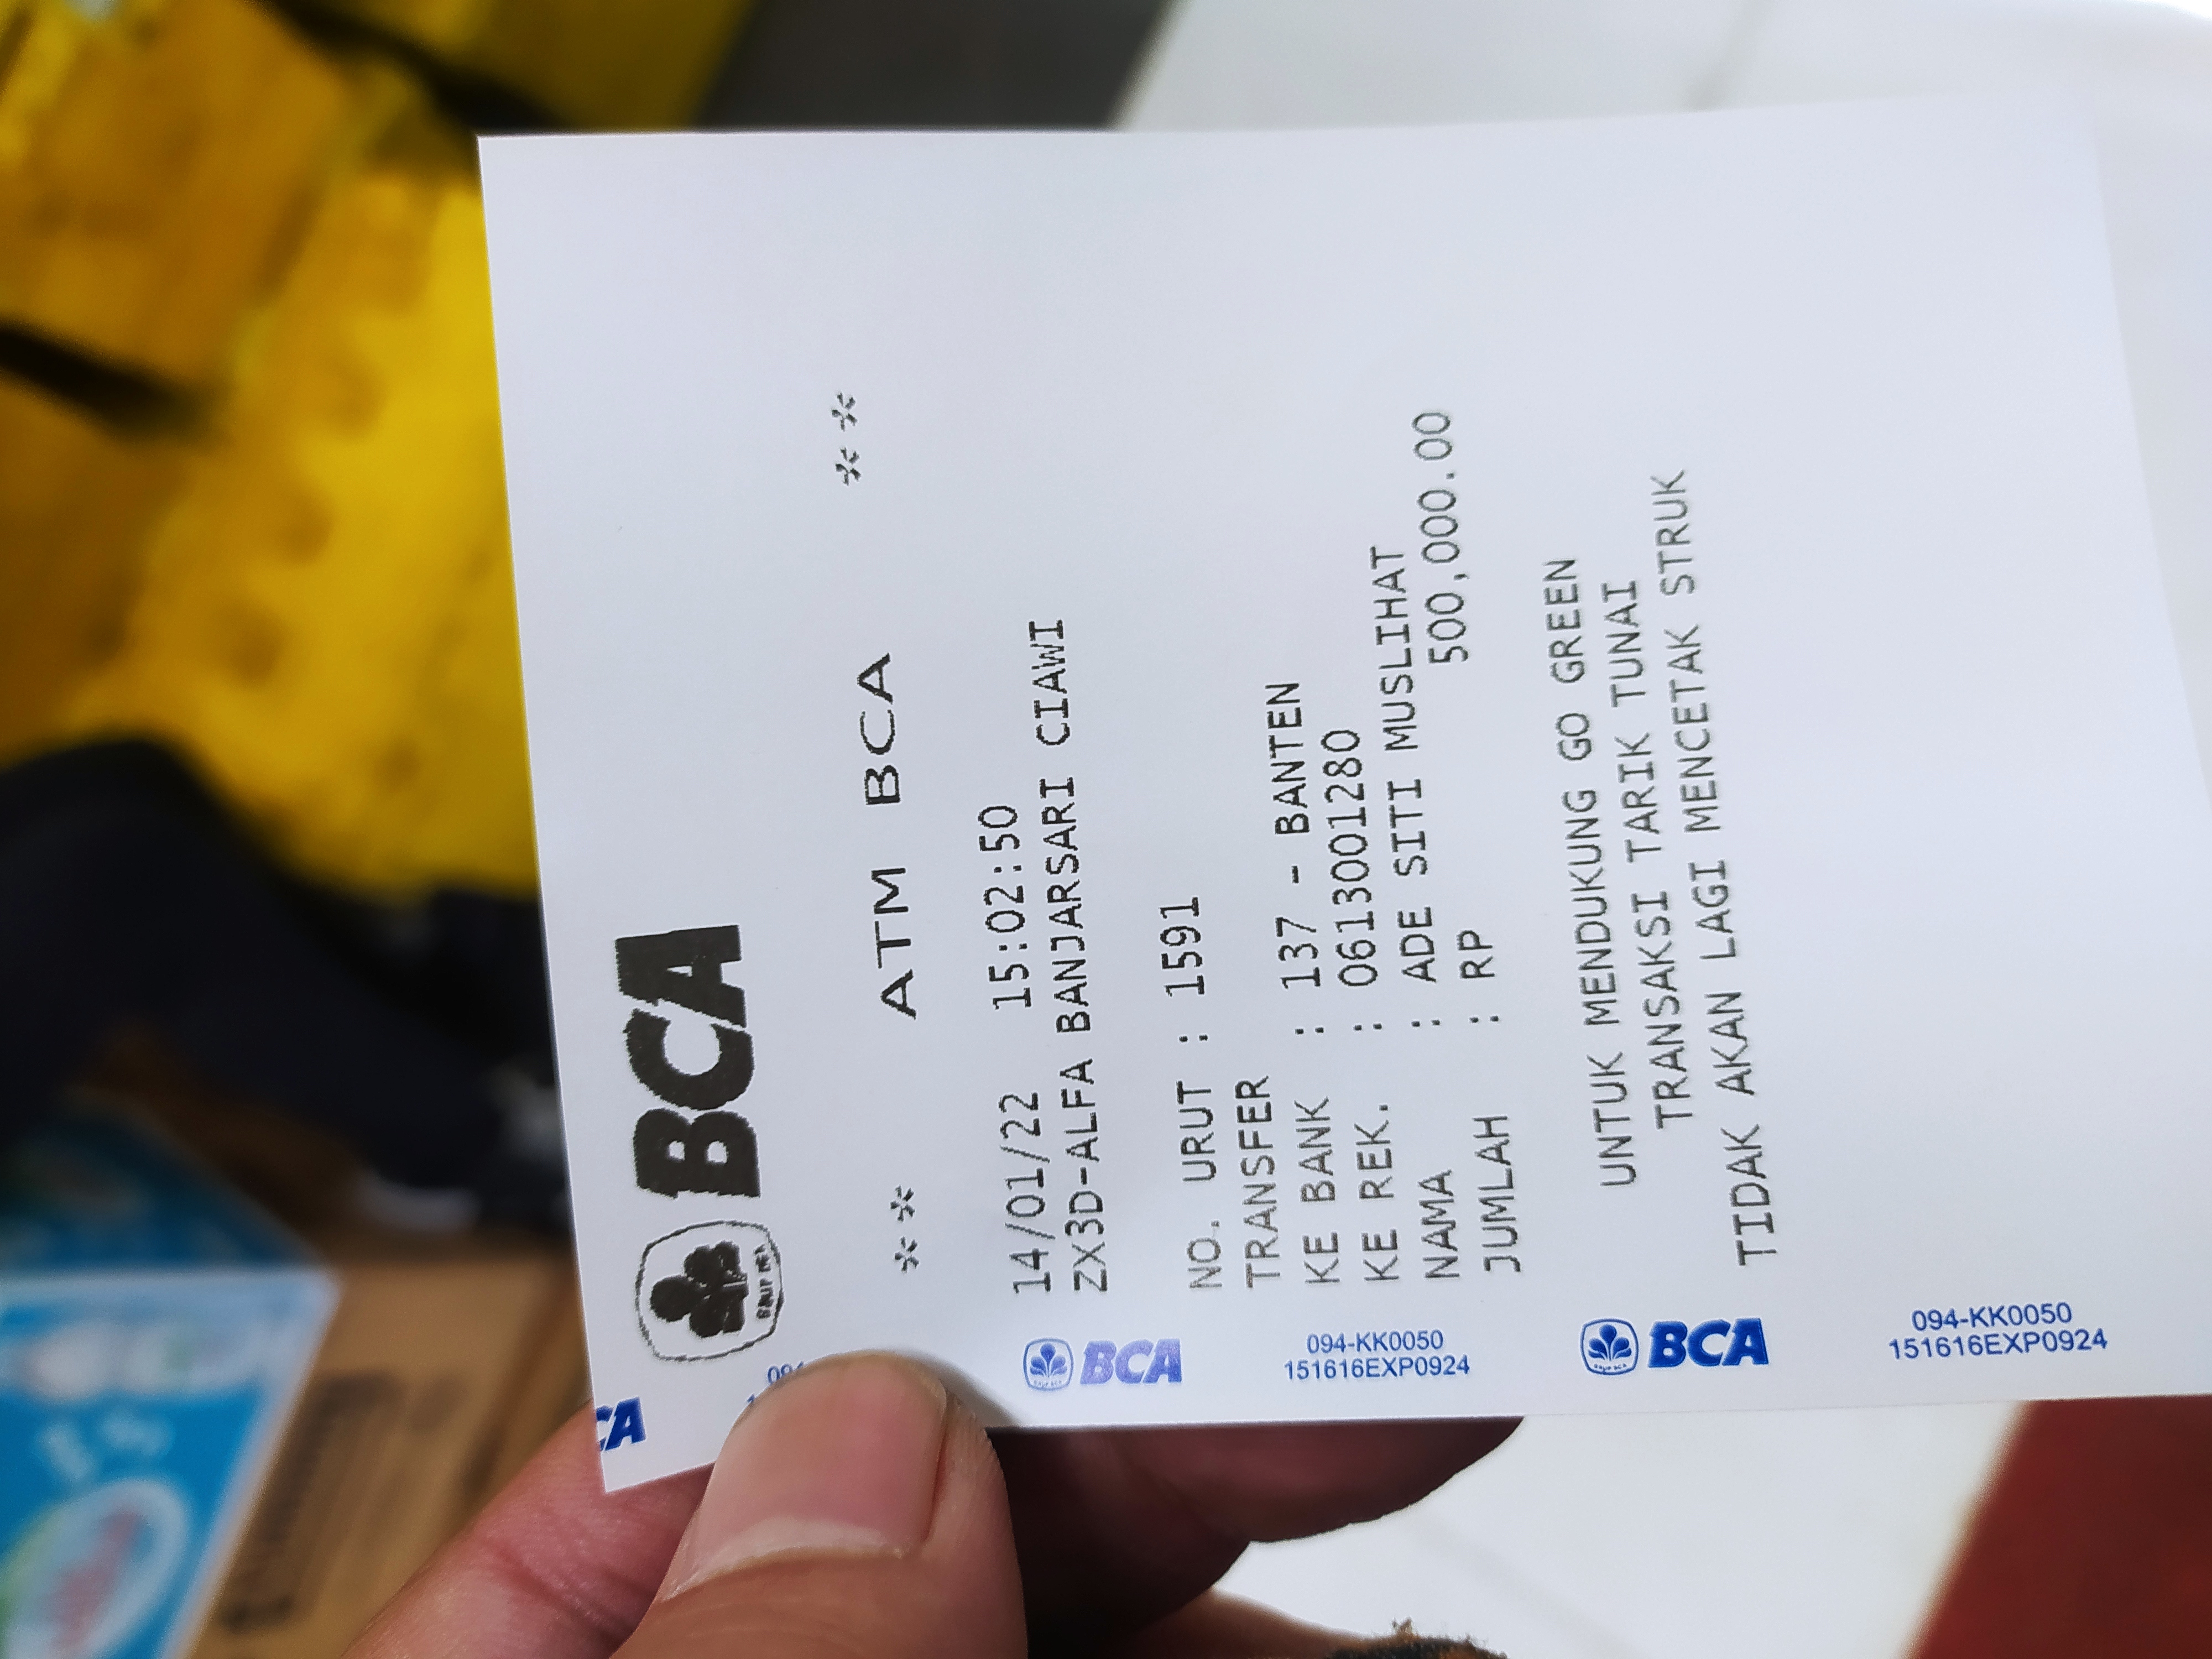 BCA
** ATM BCA **
14/01/22 15:02:50
ZX3D-ALFA BANJARSARI CIAWI
NO. URUT : 1591
TRANSFER
KE BANK : 137 - BANTEN
KE REK. : 0613001280
NAMA : ADE SITI MUSLIHAT
JUMLAH : RP 500,000.00
UNTUK MENDUKUNG GO GREEN
TRANSAKSI TARIK TUNAI
TIDAK AKAN LAGI MENCETAK STRUK
CA
BCA
094-KK0050
151616EXP0924
BCA
094-KK0050
151616EXP0924